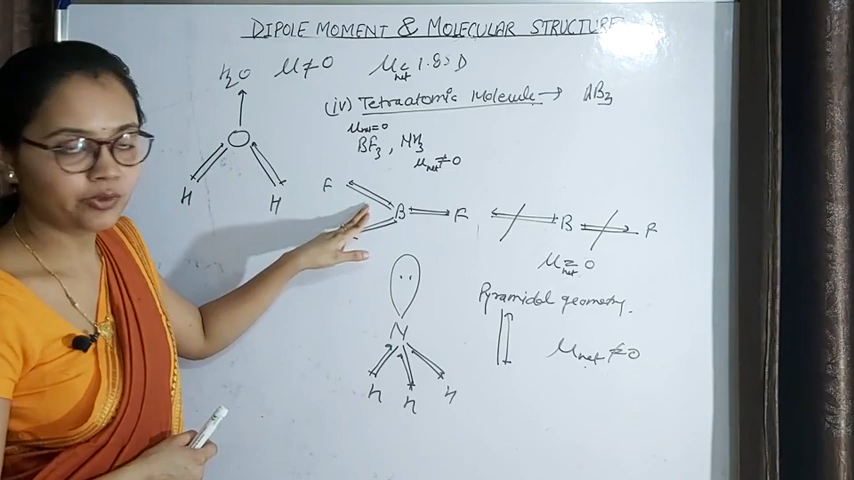 DIPOLE MOMENT & MOLECULAR STRUCTURE
H₂O μ≠0 μnet = 1.85 D
(iv) Tetraatomic Molecule → AB₃
μnet=0
BF₃, NH₃
μnet≠0
H H
F
B F
B F
μnet = 0
Pyramidal geometry.
N
μnet ≠ 0
H H H